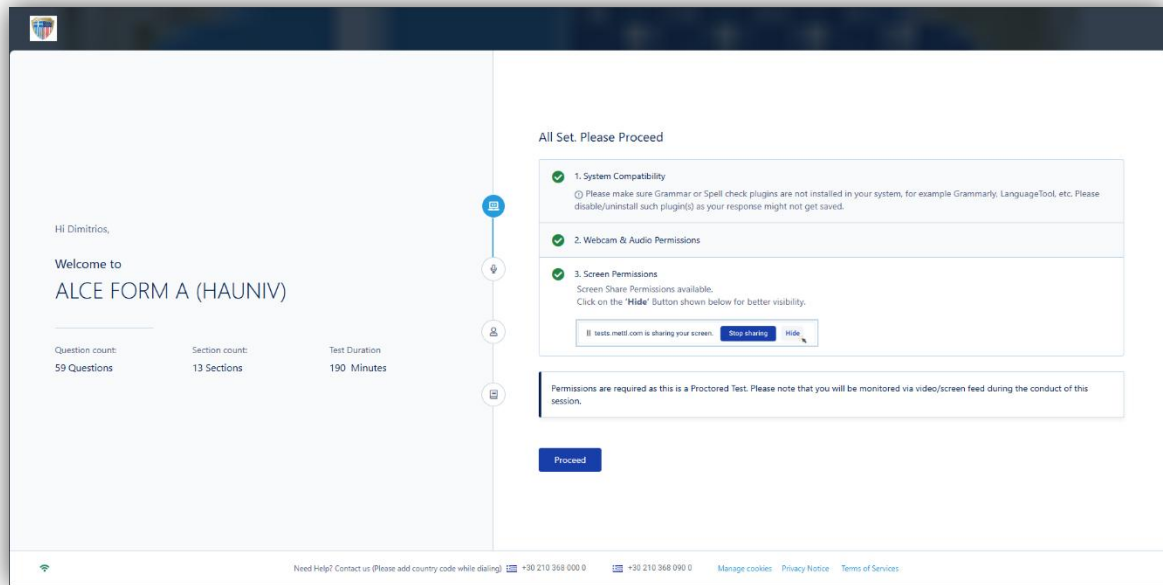 Hi Dimitrios,
Welcome to
ALCE FORM A (HAUNIV)
Question count:
59 Questions
Section count:
13 Sections
Test Duration
190 Minutes
All Set. Please Proceed
1. System Compatibility
Please make sure Grammar or Spell check plugins are not installed in your system, for example Grammarly, LanguageTool, etc. Please
disable/uninstall such plugin(s) as your response might not get saved.
2. Webcam & Audio Permissions
3. Screen Permissions
Screen Share Permissions available.
Click on the 'Hide' Button shown below for better visibility.
tests.mettl.com is sharing your screen. Stop sharing Hide
Permissions are required as this is a Proctored Test. Please note that you will be monitored via video/screen feed during the conduct of this
session.
Proceed
Need Help? Contact us (Please add country code while dialing) +30 210 368 000 0 +30 210 368 090 0 Manage cookies Privacy Notice Terms of Services